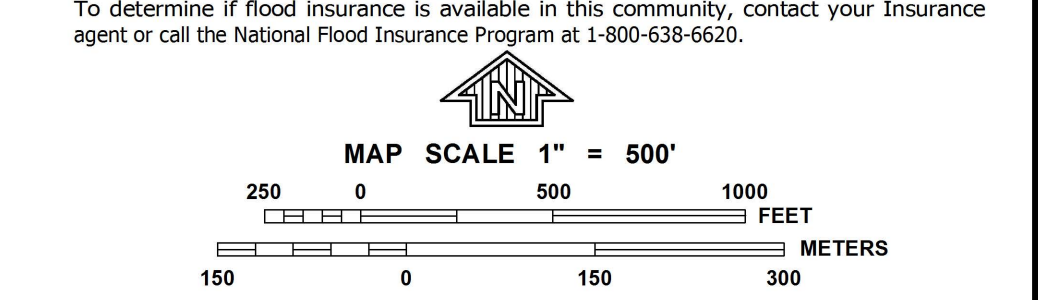 To determine if flood insurance is available in this community, contact your Insurance
agent or call the National Flood Insurance Program at 1-800-638-6620.
N
MAP SCALE 1" = 500'
250 0 500 1000
FEET
METERS
150 0 150 300